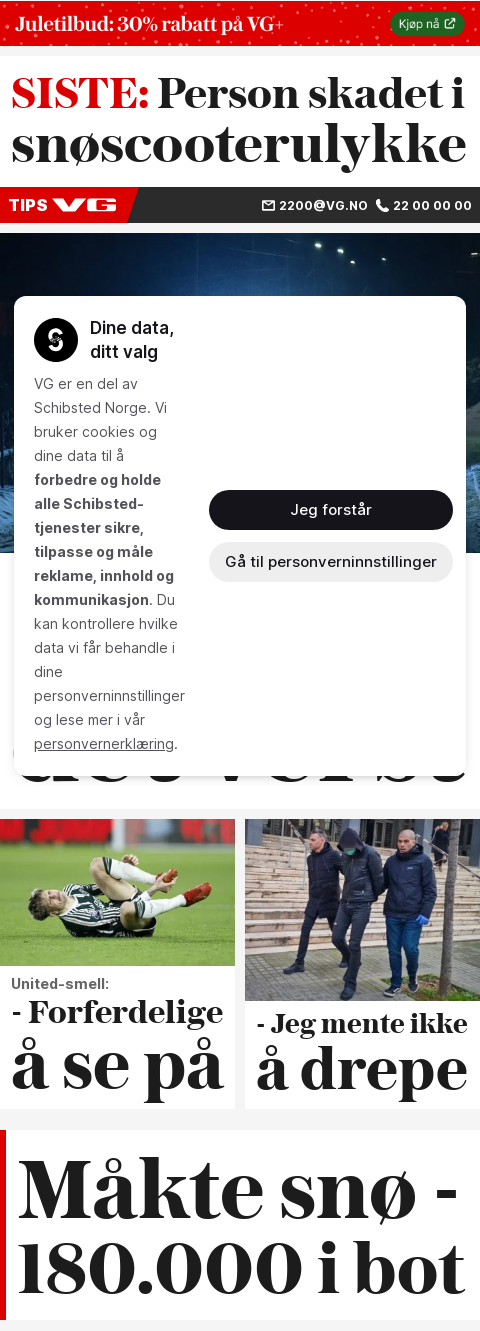 Juletilbud: 30% rabatt på VG+
Kjøp nå
SISTE: Person skadet i
snøscooterulykke
TIPS VG
2200@VG.NO
22 00 00 00
Dine data,
ditt valg
VG er en del av
Schibsted Norge. Vi
bruker cookies og
dine data til å
forbedre og holde
alle Schibsted-
tjenester sikre,
tilpasse og måle
reklame, innhold og
kommunikasjon. Du
kan kontrollere hvilke
data vi får behandle i
dine
personverninnstillinger
og lese mer i vår
personvernerklæring.
Jeg forstår
Gå til personverninnstillinger
United-smell:
- Forferdelige
å se på
- Jeg mente ikke
å drepe
Måkte snø -
180.000 i bot